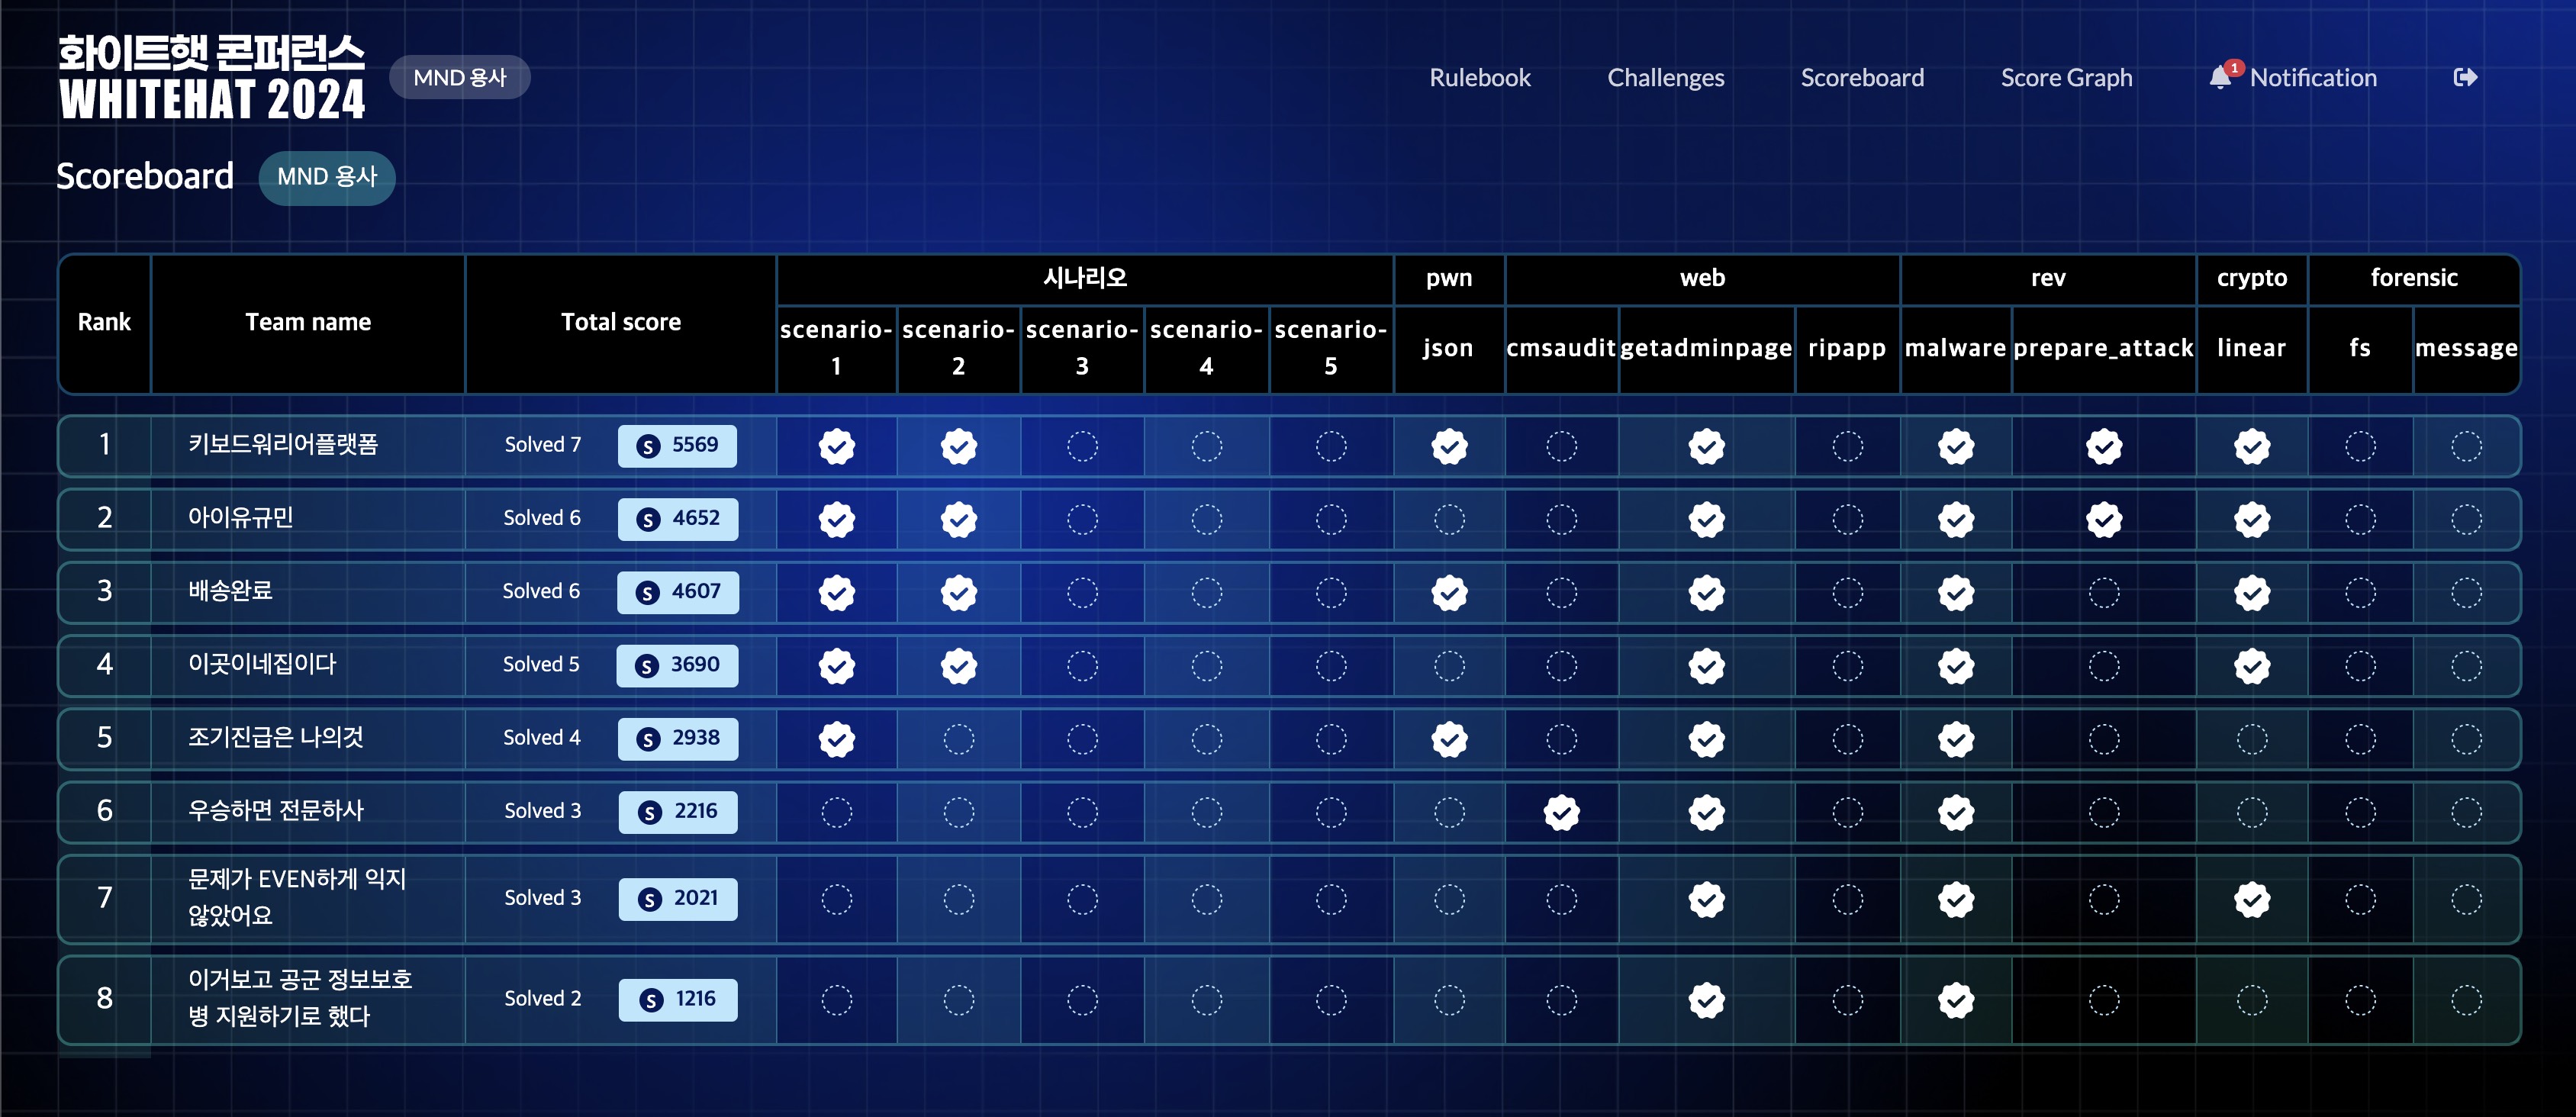 화이트햇 콘퍼런스
WHITEHAT 2024
MND 용사
Rulebook Challenges Scoreboard Score Graph 1 Notification
Scoreboard MND 용사
Rank Team name Total score 시나리오 pwn web rev crypto forensic
scenario-1 scenario-2 scenario-3 scenario-4 scenario-5 json cmsaudit getadminpage ripapp malware prepare_attack linear fs message
1 키보드워리어플랫폼 Solved 7 S 5569
2 아이유규민 Solved 6 S 4652
3 배송완료 Solved 6 S 4607
4 이곳이네집이다 Solved 5 S 3690
5 조기진급은 나의것 Solved 4 S 2938
6 우승하면 전문하사 Solved 3 S 2216
7 문제가 EVEN하게 익지
않았어요 Solved 3 S 2021
8 이거보고 공군 정보보호
병 지원하기로 했다 Solved 2 S 1216